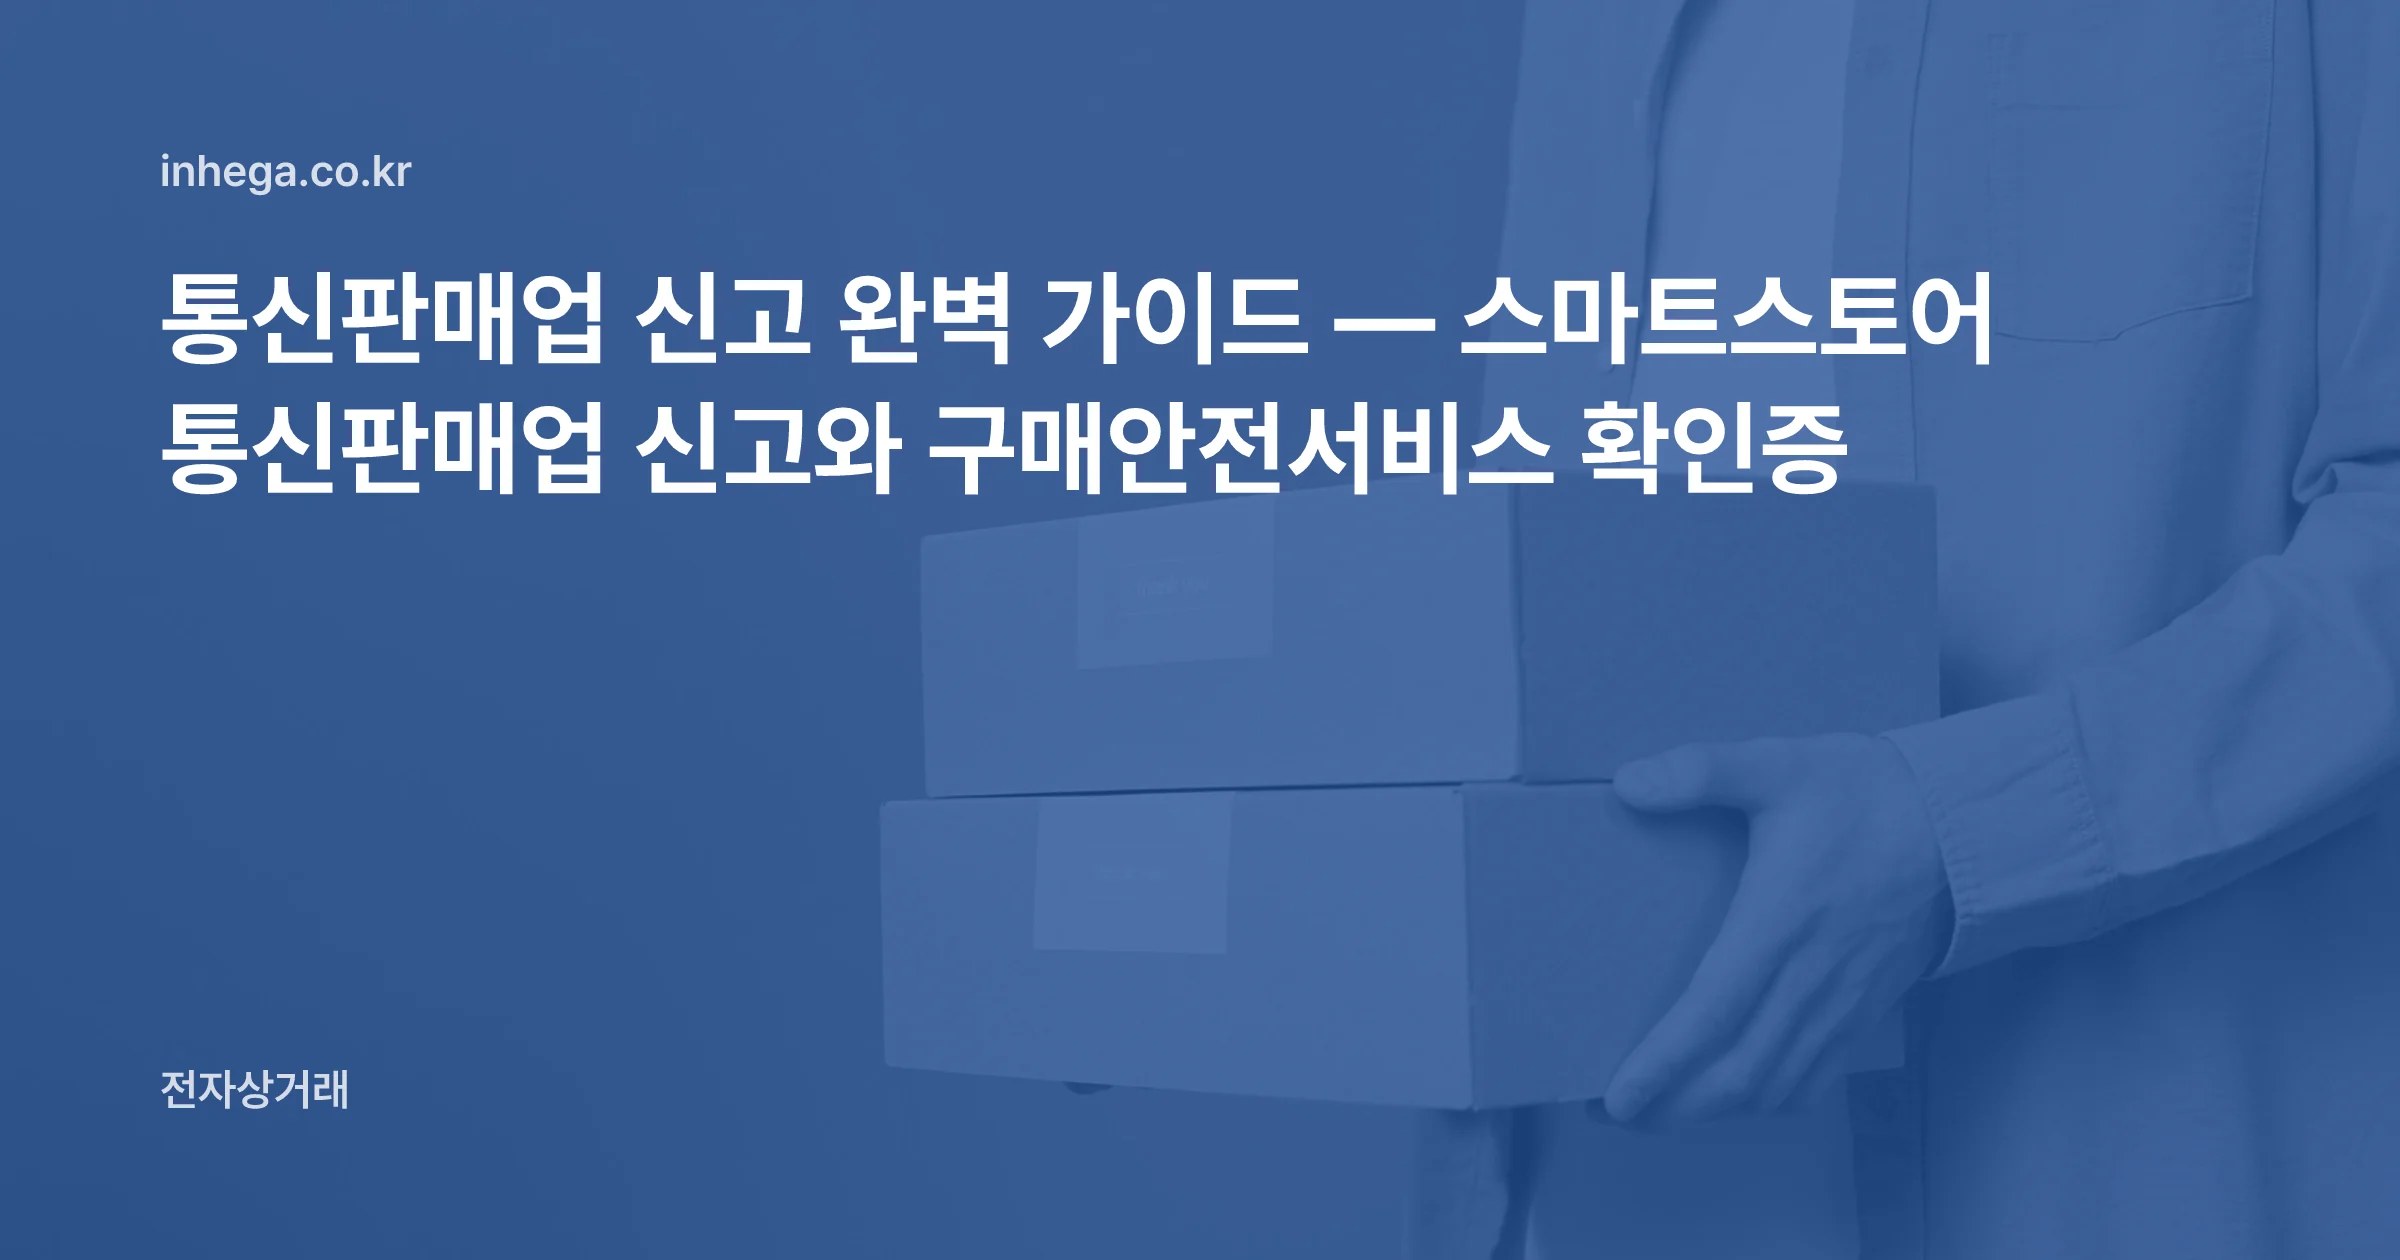 inhega.co.kr
통신판매업 신고 완벽 가이드 — 스마트스토어
통신판매업 신고와 구매안전서비스 확인증
thank you
전자상거래